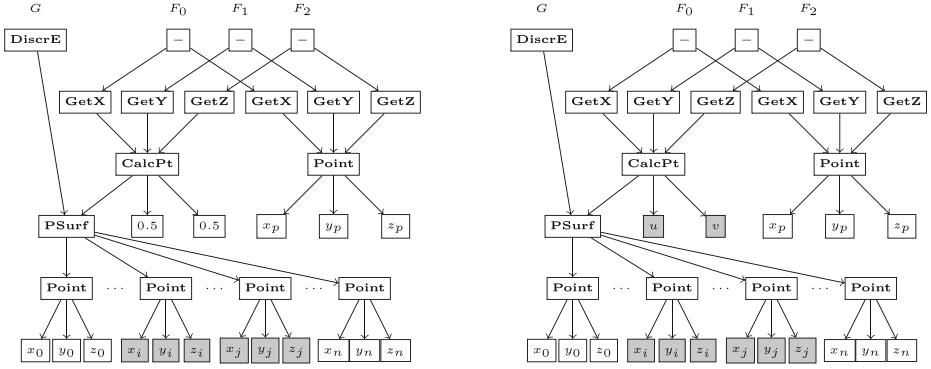 G F₀ F₁ F₂ G F₀ F₁ F₂
DiscrE − − − DiscrE − − −
GetX GetY GetZ GetX GetY GetZ GetX GetY GetZ GetX GetY GetZ
CalcPt Point CalcPt Point
PSurf 0.5 0.5 xₚ yₚ zₚ PSurf u v xₚ yₚ zₚ
Point ··· Point ··· Point ··· Point Point ··· Point ··· Point ··· Point
x₀ y₀ z₀ xᵢ yᵢ zᵢ xⱼ yⱼ zⱼ xₙ yₙ zₙ x₀ y₀ z₀ xᵢ yᵢ zᵢ xⱼ yⱼ zⱼ xₙ yₙ zₙ